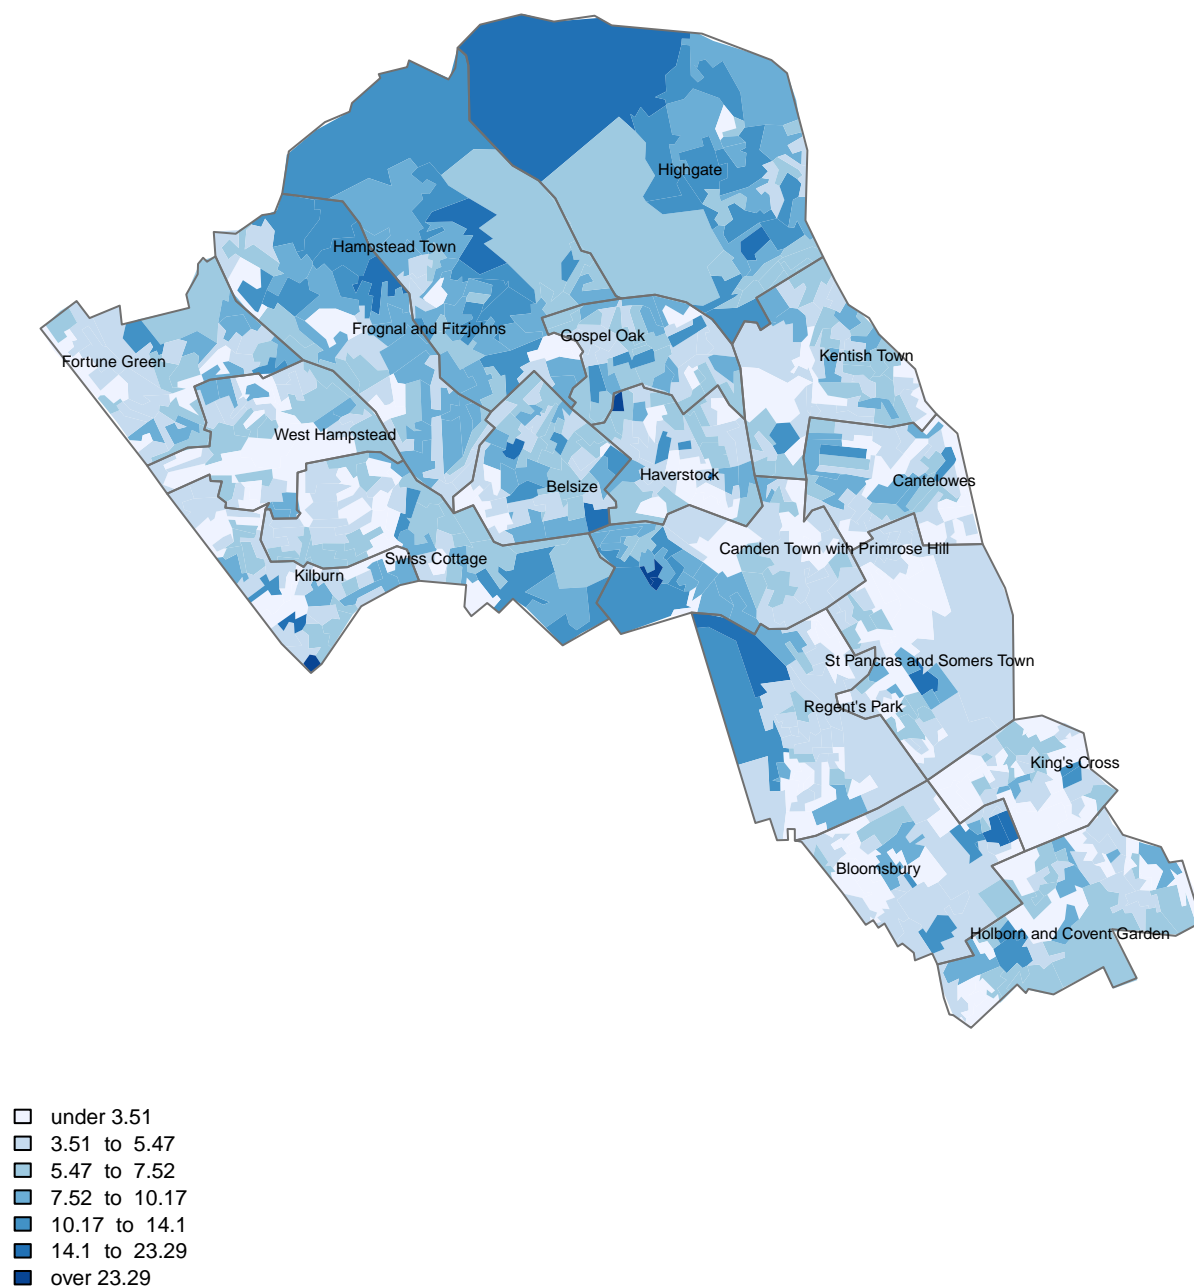 Highgate
Hampstead Town
Frognal and Fitzjohns
Gospel Oak
Kentish Town
Fortune Green
West Hampstead
Haverstock
Cantelowes
Belsize
Camden Town with Primrose Hill
Swiss Cottage
Kilburn
St Pancras and Somers Town
Regent's Park
King's Cross
Bloomsbury
Holborn and Covent Garden
under 3.51
3.51 to 5.47
5.47 to 7.52
7.52 to 10.17
10.17 to 14.1
14.1 to 23.29
over 23.29